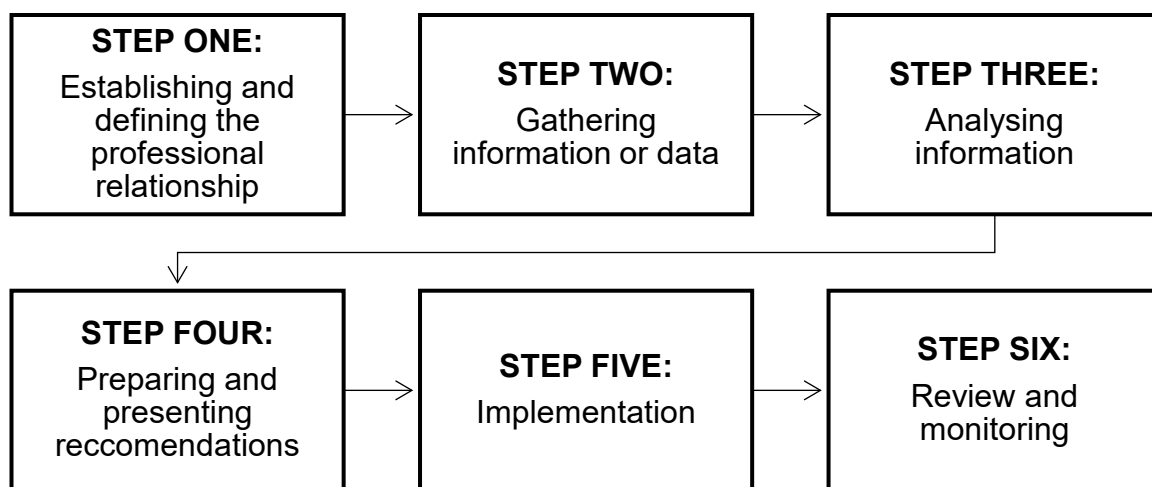 STEP ONE:
Establishing and
defining the
professional
relationship
STEP TWO:
Gathering
information or data
STEP THREE:
Analysing
information
STEP FOUR:
Preparing and
presenting
reccomendations
STEP FIVE:
Implementation
STEP SIX:
Review and
monitoring